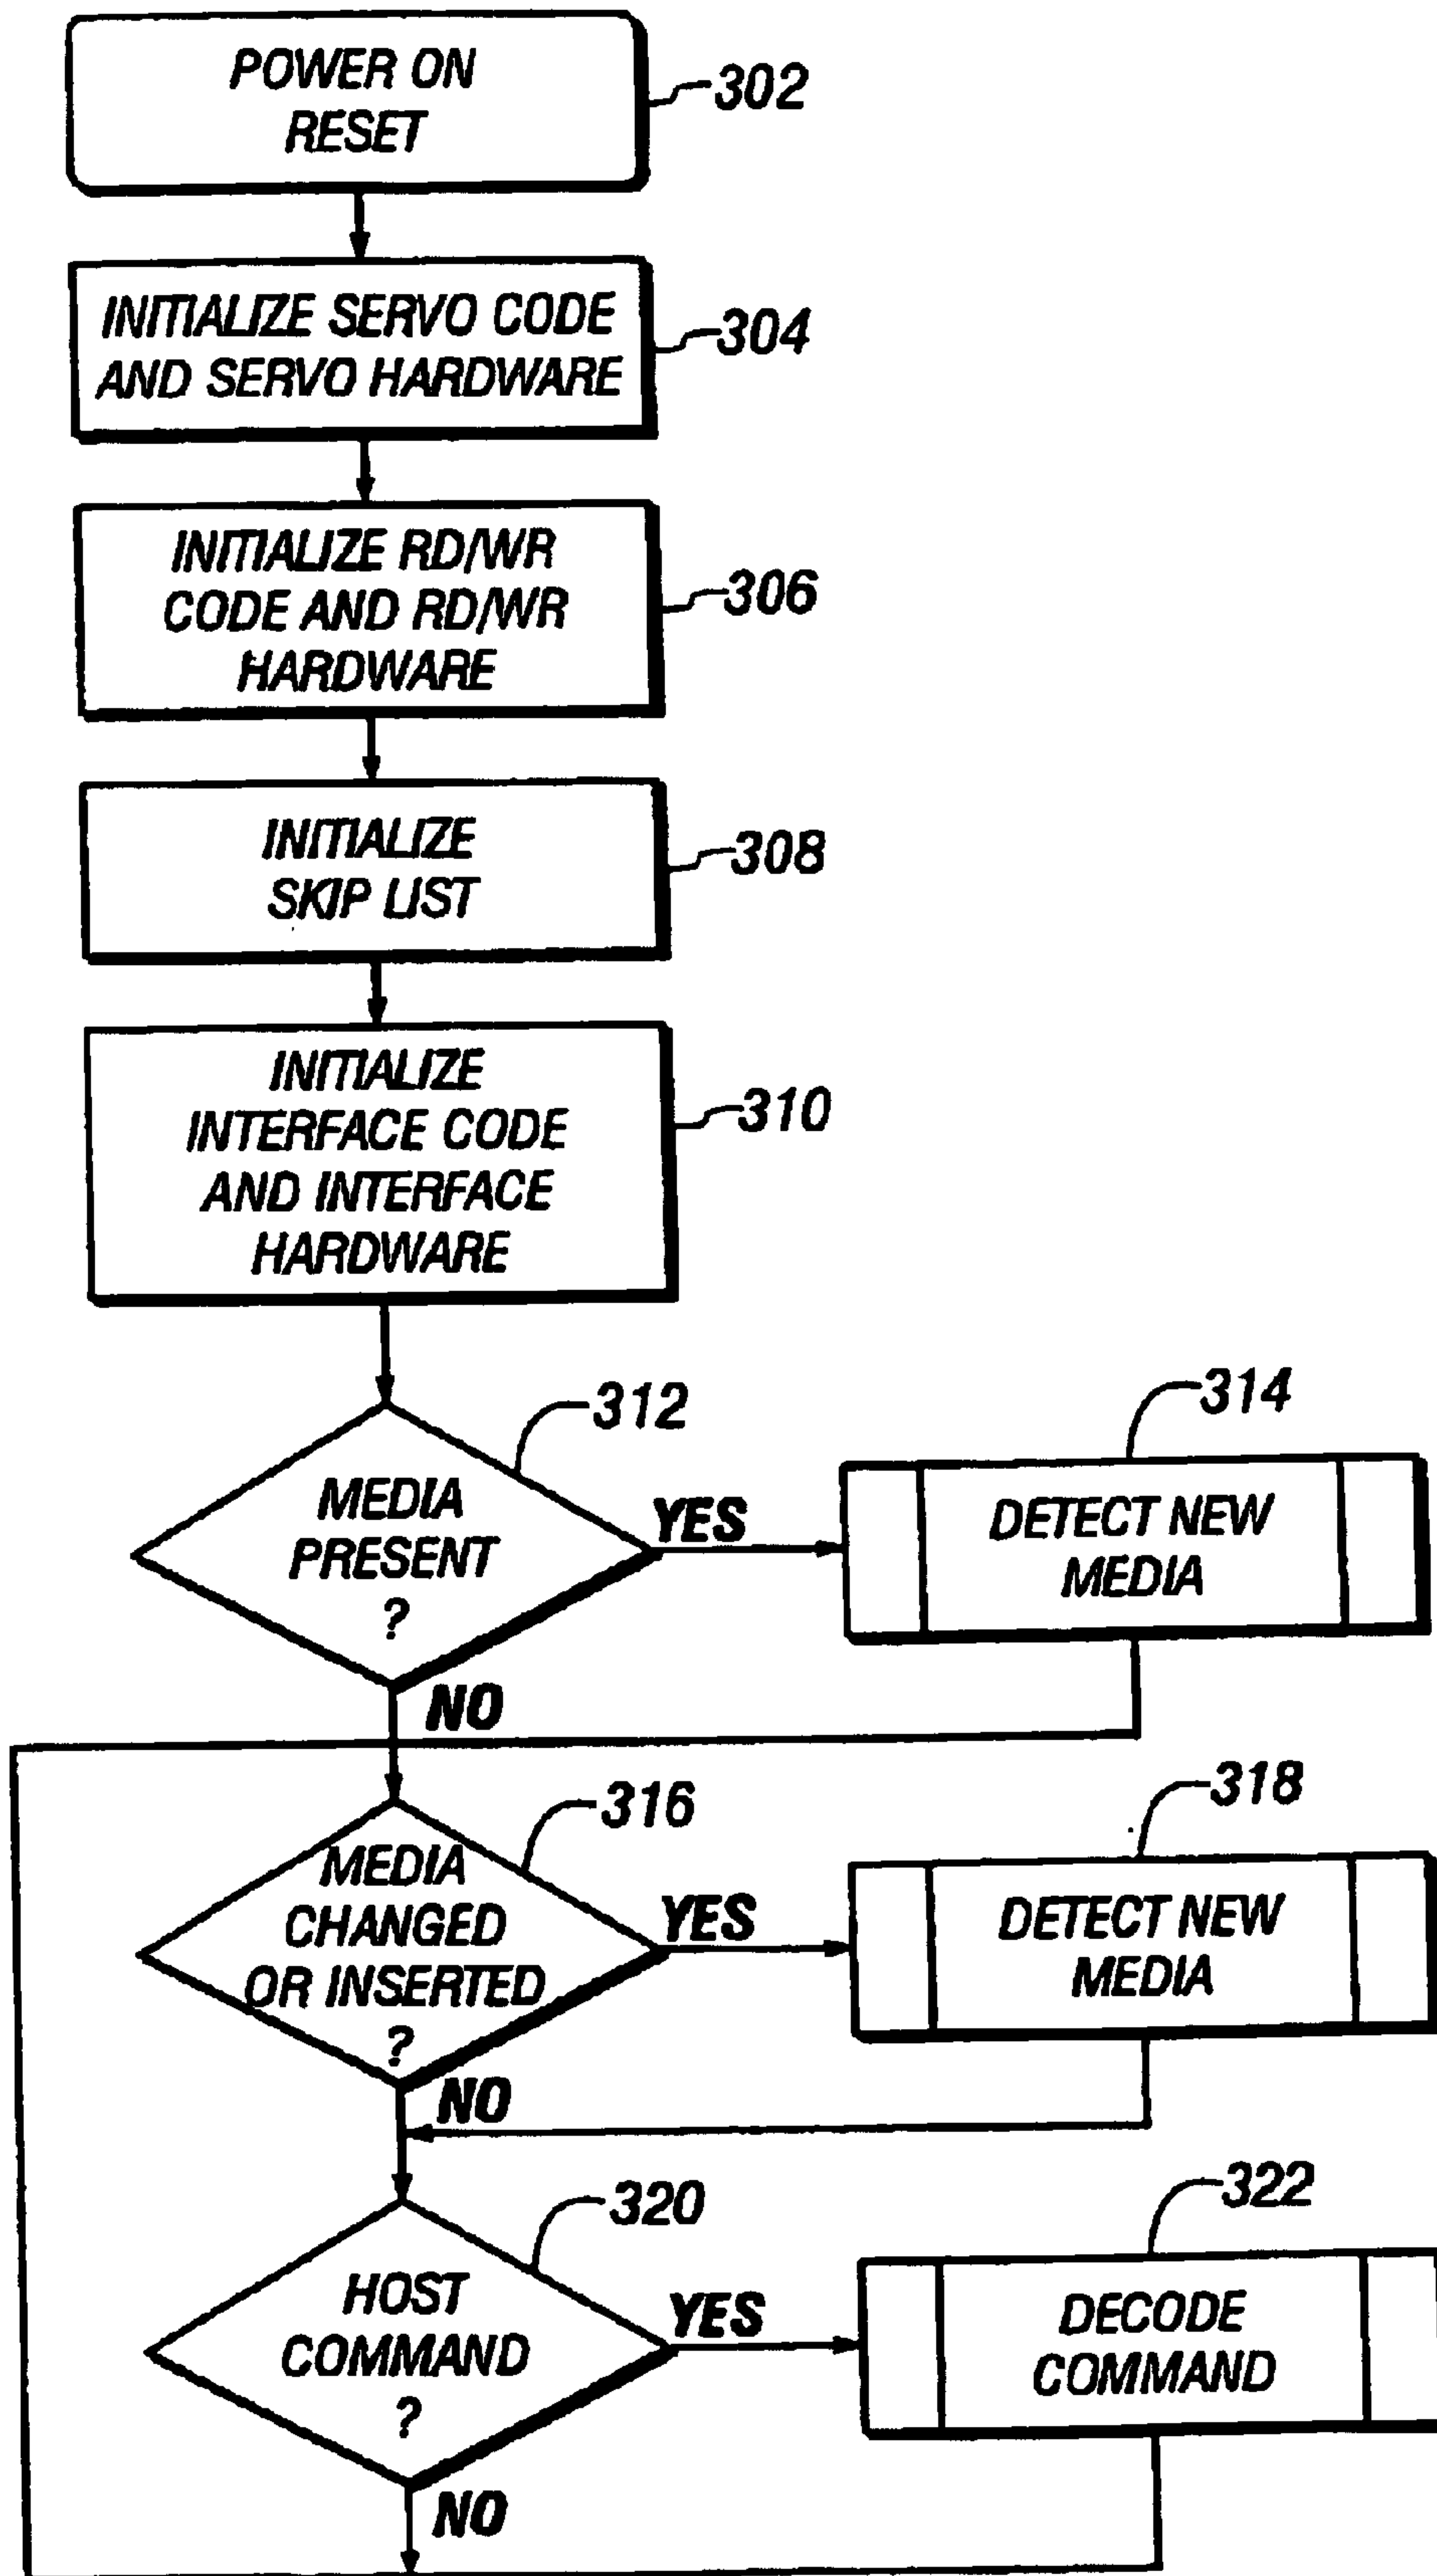 POWER ON
RESET
302
INITIALIZE SERVO CODE
AND SERVO HARDWARE
304
INITIALIZE RD/WR
CODE AND RD/WR
HARDWARE
306
INITIALIZE
SKIP LIST
308
INITIALIZE
INTERFACE CODE
AND INTERFACE
HARDWARE
310
312
MEDIA
PRESENT
?
YES
NO
314
DETECT NEW
MEDIA
316
MEDIA
CHANGED
OR INSERTED
?
YES
NO
318
DETECT NEW
MEDIA
320
HOST
COMMAND
?
YES
NO
322
DECODE
COMMAND